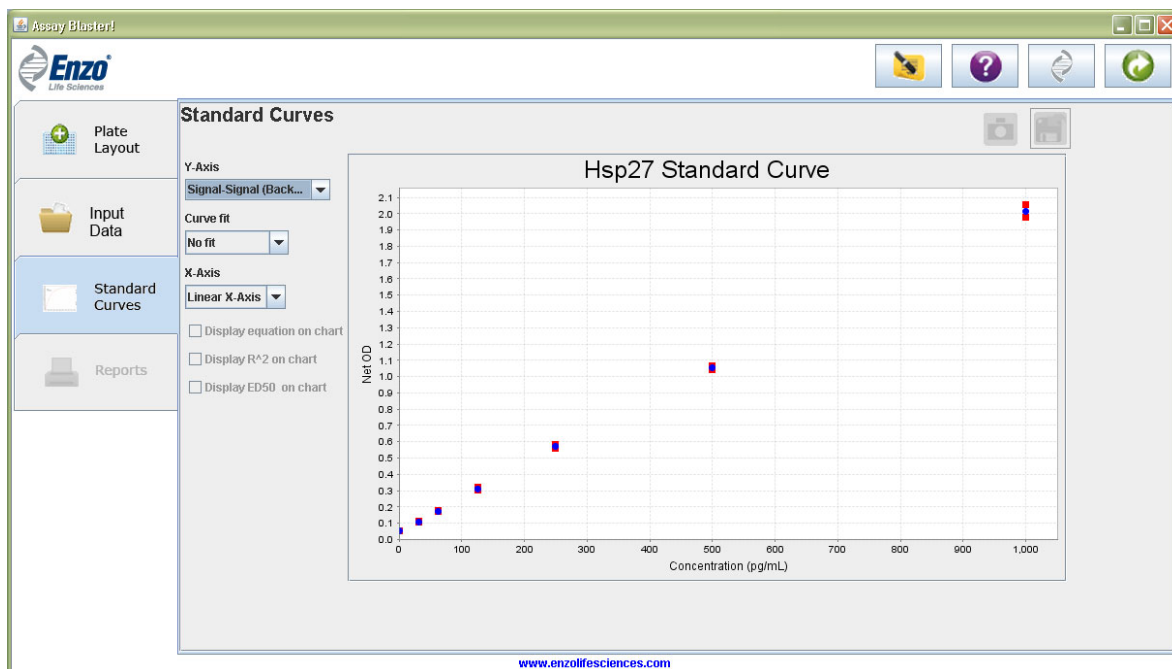 Assay Blaster!
Enzo
Life Sciences
?
Plate
Layout
Input
Data
Standard
Curves
Reports
Standard Curves
Y-Axis
Signal-Signal (Back...
Curve fit
No fit
X-Axis
Linear X-Axis
Display equation on chart
Display R^2 on chart
Display ED50 on chart
Hsp27 Standard Curve
Net OD
2.1
2.0
1.9
1.8
1.7
1.6
1.5
1.4
1.3
1.2
1.1
1.0
0.9
0.8
0.7
0.6
0.5
0.4
0.3
0.2
0.1
0.0
0 100 200 300 400 500 600 700 800 900 1,000
Concentration (pg/mL)
www.enzolifesciences.com